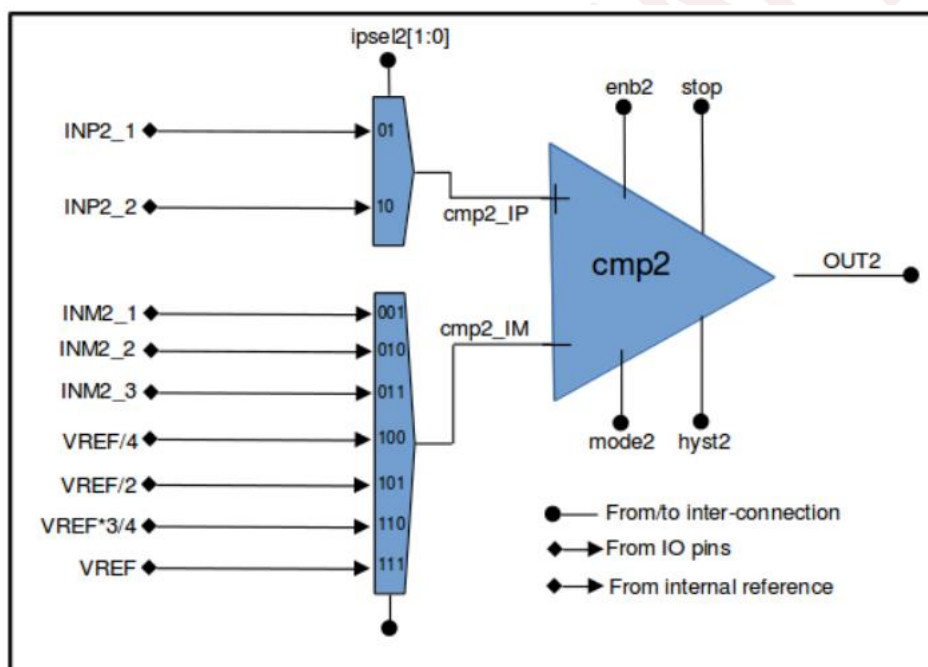 ipsel2[1:0]
enb2
stop
INP2_1
01
INP2_2
10
cmp2_IP
cmp2
OUT2
INM2_1
001
cmp2_IM
INM2_2
010
INM2_3
011
VREF/4
100
mode2
hyst2
VREF/2
101
From/to inter-connection
VREF*3/4
110
From IO pins
VREF
111
From internal reference